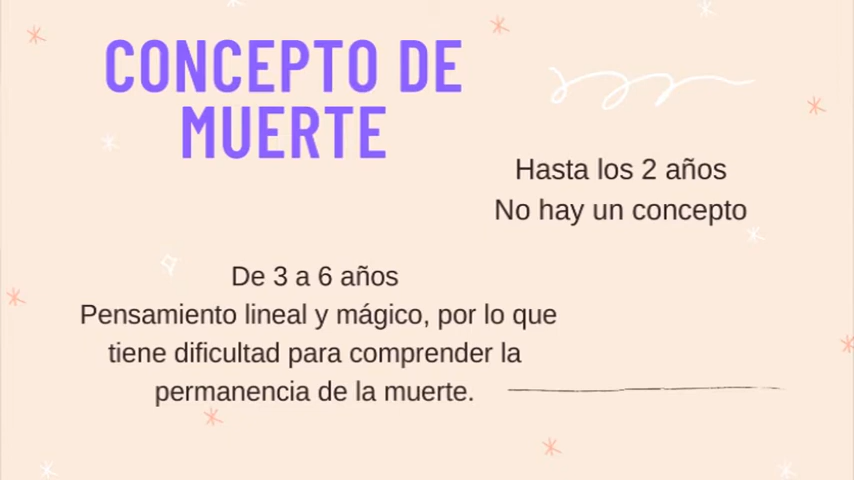 CONCEPTO DE
MUERTE
Hasta los 2 años
No hay un concepto
De 3 a 6 años
Pensamiento lineal y mágico, por lo que
tiene dificultad para comprender la
permanencia de la muerte.